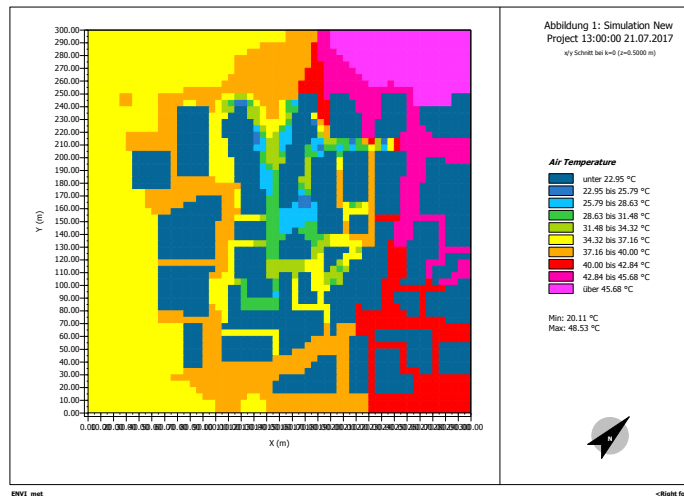 Abbildung 1: Simulation New
Project 13:00:00 21.07.2017
x/y Schnitt bei k=0 (z=0.5000 m)
Y (m)
300.00
290.00
280.00
270.00
260.00
250.00
240.00
230.00
220.00
210.00
200.00
190.00
180.00
170.00
160.00
150.00
140.00
130.00
120.00
110.00
100.00
90.00
80.00
70.00
60.00
50.00
40.00
30.00
20.00
10.00
0.00
X (m)
Air Temperature
unter 22.95 °C
22.95 bis 25.79 °C
25.79 bis 28.63 °C
28.63 bis 31.48 °C
31.48 bis 34.32 °C
34.32 bis 37.16 °C
37.16 bis 40.00 °C
40.00 bis 42.84 °C
42.84 bis 45.68 °C
über 45.68 °C
Min: 20.11 °C
Max: 48.53 °C
N
ENVI_met
<Right fo